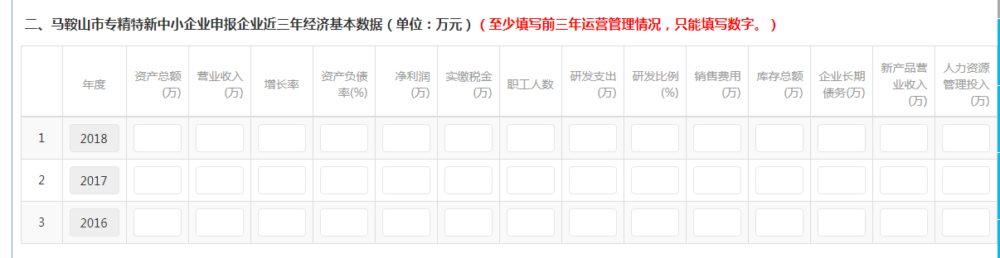 二、马鞍山市专精特新中小企业申报企业近三年经济基本数据（单位：万元）（至少填写前三年运营管理情况，只能填写数字。）
年度
资产总额
(万)
营业收入
(万)
增长率
资产负债
率(%)
净利润
(万)
实缴税金
(万)
职工人数
研发支出
(万)
研发比例
(%)
销售费用
(万)
库存总额
(万)
企业长期
债务(万)
新产品营
业收入
(万)
人力资源
管理投入
(万)
1 2018
2 2017
3 2016